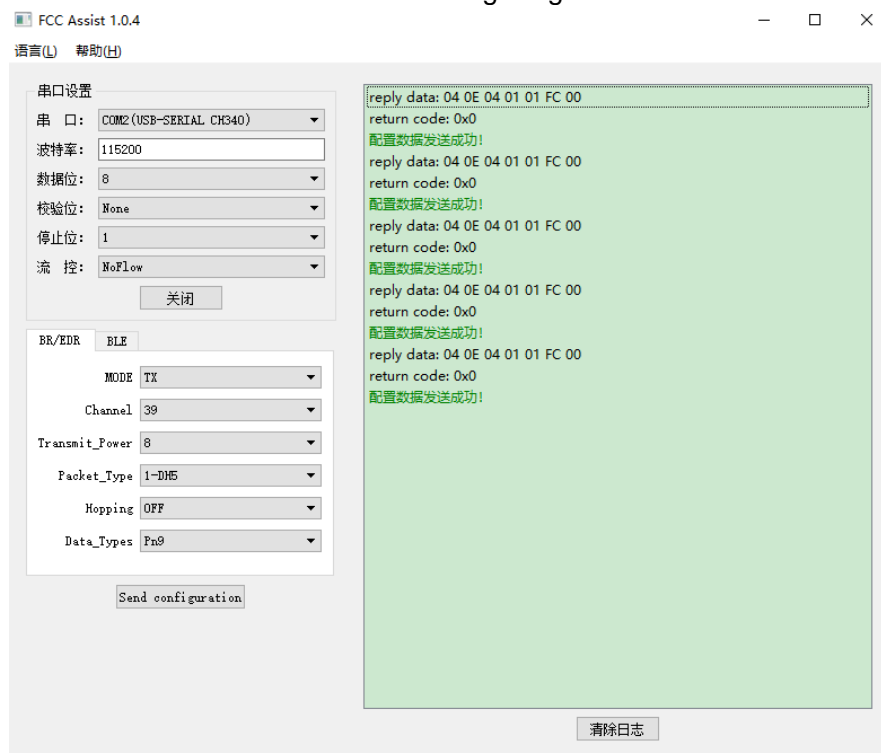 FCC Assist 1.0.4
语言(L) 帮助(H)
串口设置
串 口: COM2(USB-SERIAL CH340)
波特率: 115200
数据位: 8
校验位: None
停止位: 1
流 控: NoFlow
关闭
BR/EDR BLE
MODE TX
Channel 39
Transmit_Power 8
Packet_Type 1-DH5
Hopping OFF
Data_Types Pn9
Send configuration
reply data: 04 0E 04 01 01 FC 00
return code: 0x0
配置数据发送成功!
reply data: 04 0E 04 01 01 FC 00
return code: 0x0
配置数据发送成功!
reply data: 04 0E 04 01 01 FC 00
return code: 0x0
配置数据发送成功!
reply data: 04 0E 04 01 01 FC 00
return code: 0x0
配置数据发送成功!
reply data: 04 0E 04 01 01 FC 00
return code: 0x0
配置数据发送成功!
清除日志